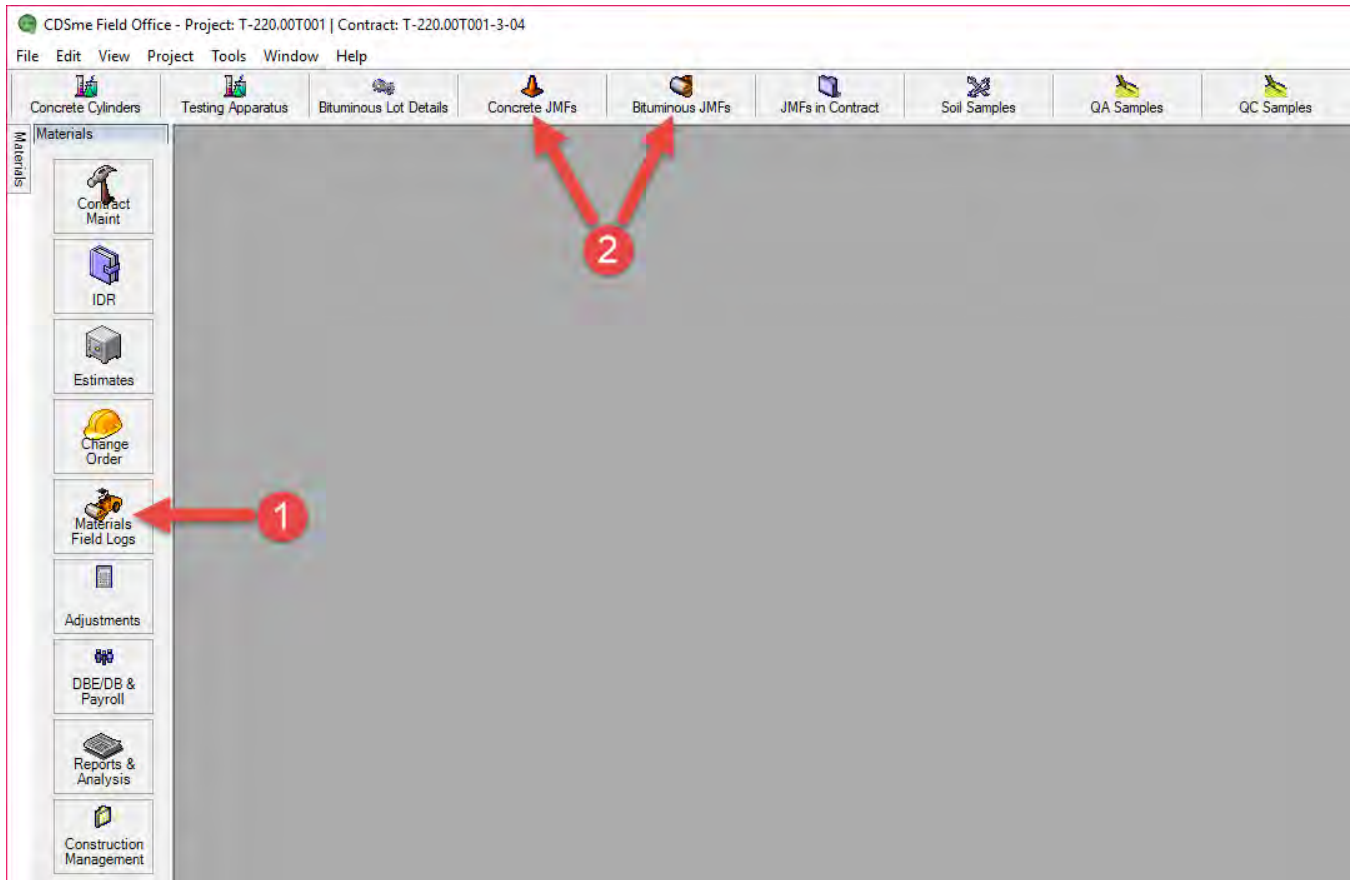 CDSme Field Office - Project: T-220.00T001 | Contract: T-220.00T001-3-04
File Edit View Project Tools Window Help
Concrete Cylinders Testing Apparatus Bituminous Lot Details Concrete JMFs Bituminous JMFs JMFs in Contract Soil Samples QA Samples QC Samples
Materials
Materials
Contract
Maint
2
IDR
Estimates
Change
Order
1
Materials
Field Logs
Adjustments
DBE/DB &
Payroll
Reports &
Analysis
Construction
Management